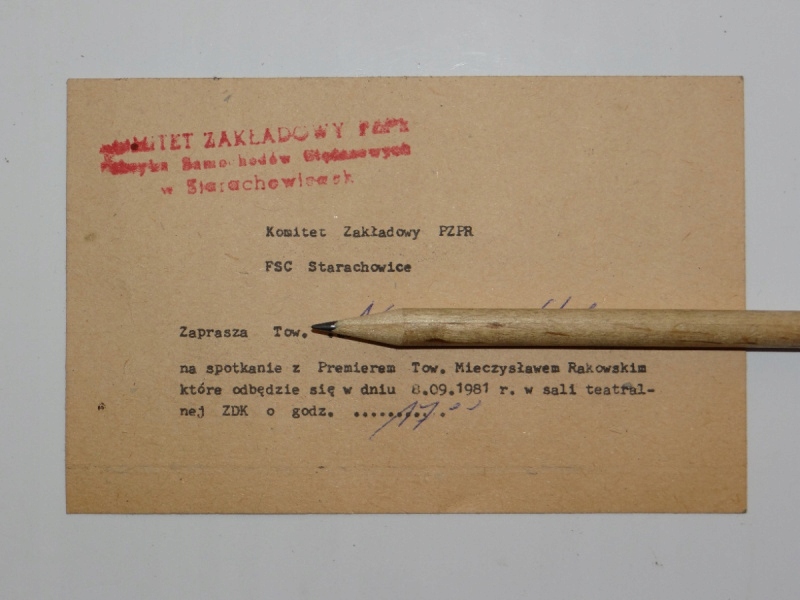 KOMITET ZAKŁADOWY PZPR
Fabryka Samochodów Ciężarowych
w Starachowicach
Komitet Zakładowy PZPR
FSC Starachowice
Zaprasza Tow.
na spotkanie z Premierem Tow. Mieczysławem Rakowskim
które odbędzie się w dniu 8.09.1981 r. w sali teatral-
nej ZDK o godz. .......... 17.00